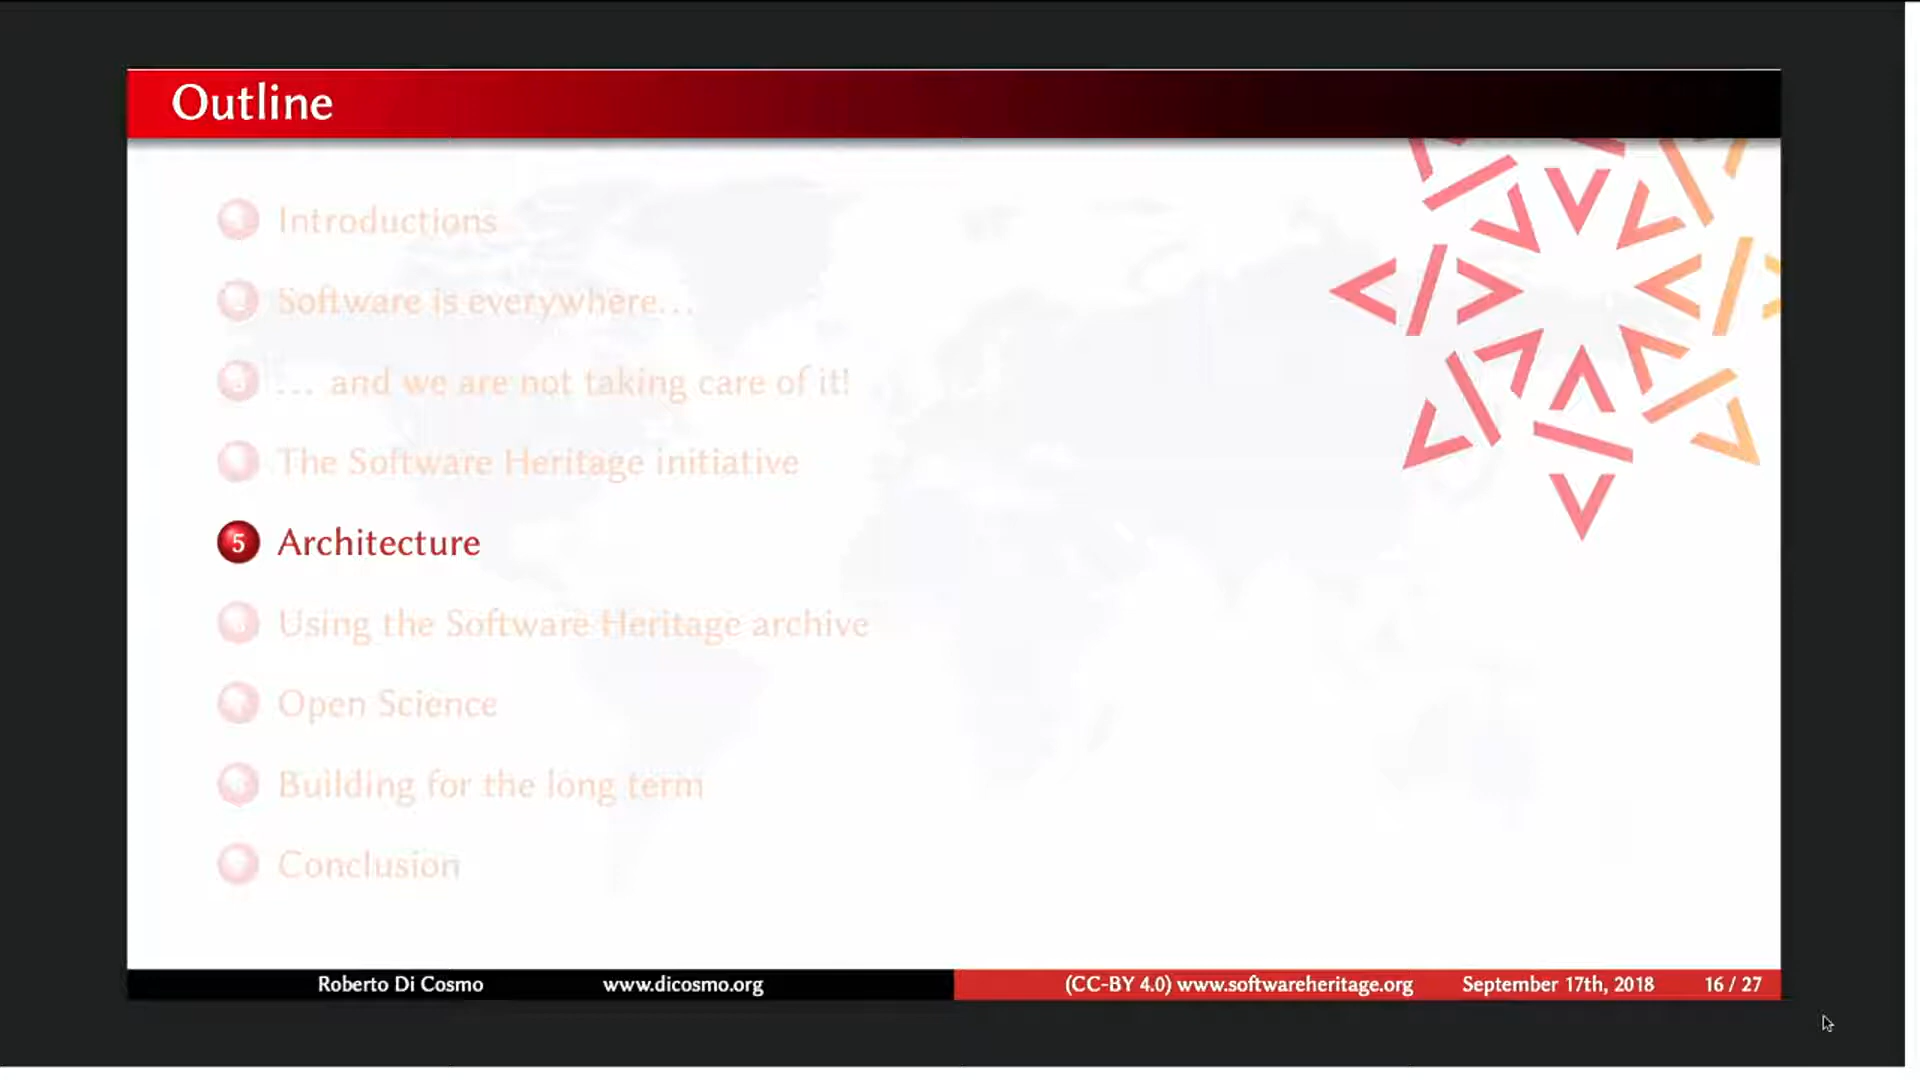 Outline
Introductions
Software is everywhere...
... and we are not taking care of it!
The Software Heritage initiative
5 Architecture
Using the Software Heritage archive
Open Science
Building for the long term
Conclusion
Roberto Di Cosmo www.dicosmo.org (CC-BY 4.0) www.softwareheritage.org September 17th, 2018 16 / 27